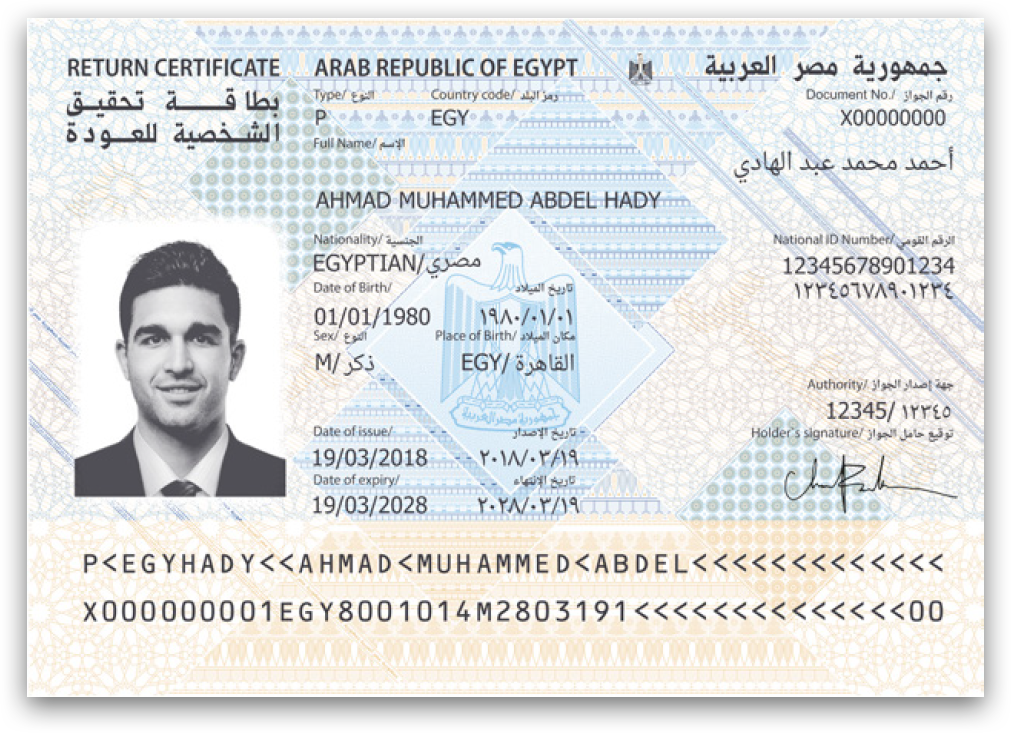 RETURN CERTIFICATE
بطاقة تحقيق
الشخصية للعودة
ARAB REPUBLIC OF EGYPT جمهورية مصر العربية
Type/ النوع Country code/ رمز البلد Document No./ رقم الجواز
P EGY X00000000
Full Name/ الإسم
أحمد محمد عبد الهادي
AHMAD MUHAMMED ABDEL HADY
Nationality/ الجنسية National ID Number/ الرقم القومي
EGYPTIAN/ مصري 12345678901234
Date of Birth/ تاريخ الميلاد ١٢٣٤٥٦٧٨٩٠١٢٣٤
01/01/1980 ١٩٨٠/٠١/٠١
Sex/ النوع Place of Birth/ مكان الميلاد
M/ ذكر EGY/ القاهرة
Authority/ جهة إصدار الجواز
12345/ ١٢٣٤٥
Date of issue/ تاريخ الإصدار Holder's signature/ توقيع حامل الجواز
19/03/2018 ٢٠١٨/٠٣/١٩
Date of expiry/ تاريخ الإنتهاء
19/03/2028 ٢٠٢٨/٠٣/١٩
جمهورية مصر العربية
P<EGYHADY<<AHMAD<MUHAMMED<ABDEL<<<<<<<<<<<<<
X000000001EGY8001014M2803191<<<<<<<<<<<<<<00